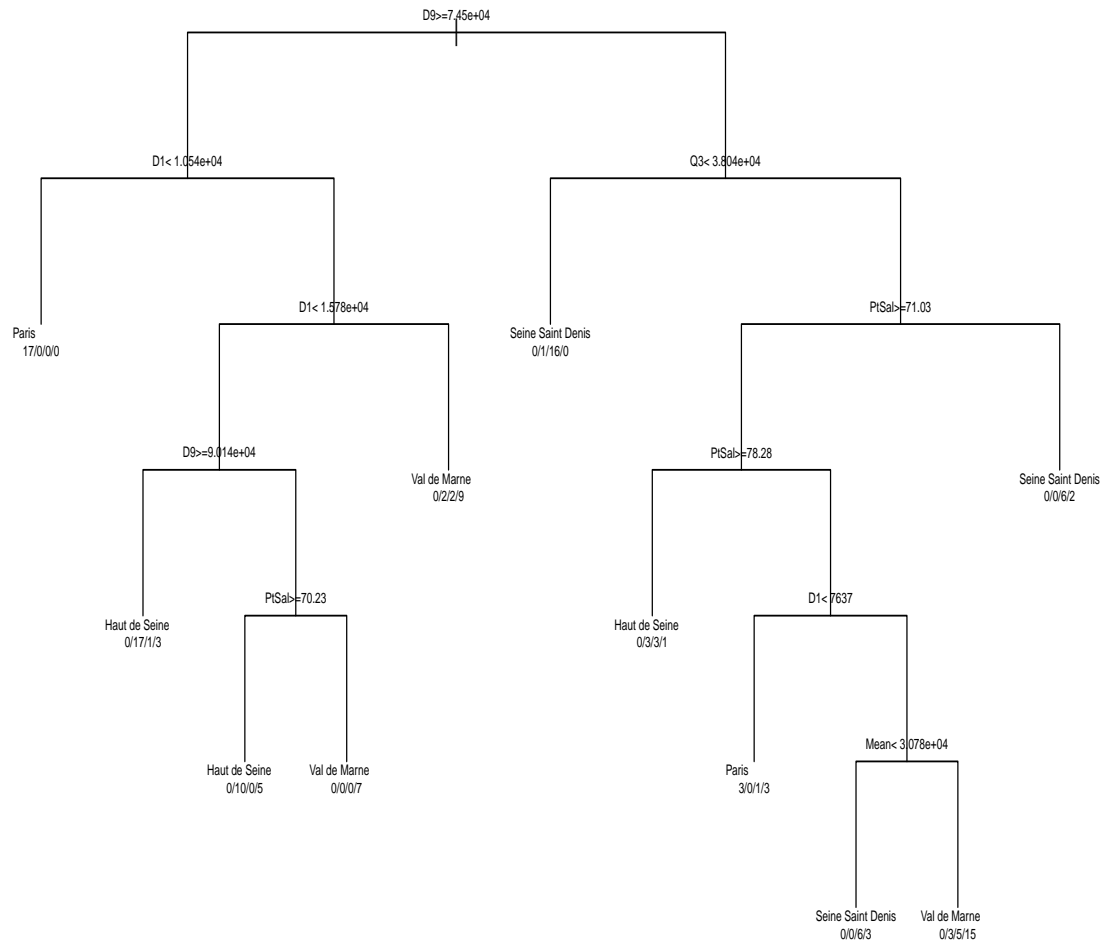 D9>=7.45e+04
D1< 1.054e+04
Q3< 3.804e+04
D1< 1.578e+04
PtSal>=71.03
Paris
17/0/0/0
Seine Saint Denis
0/1/16/0
D9>=9.014e+04
PtSal>=78.28
Val de Marne
0/2/2/9
Seine Saint Denis
0/0/6/2
PtSal>=70.23
D1< 7637
Haut de Seine
0/17/1/3
Haut de Seine
0/3/3/1
Mean< 3.078e+04
Haut de Seine
0/10/0/5
Val de Marne
0/0/0/7
Paris
3/0/1/3
Seine Saint Denis
0/0/6/3
Val de Marne
0/3/5/15